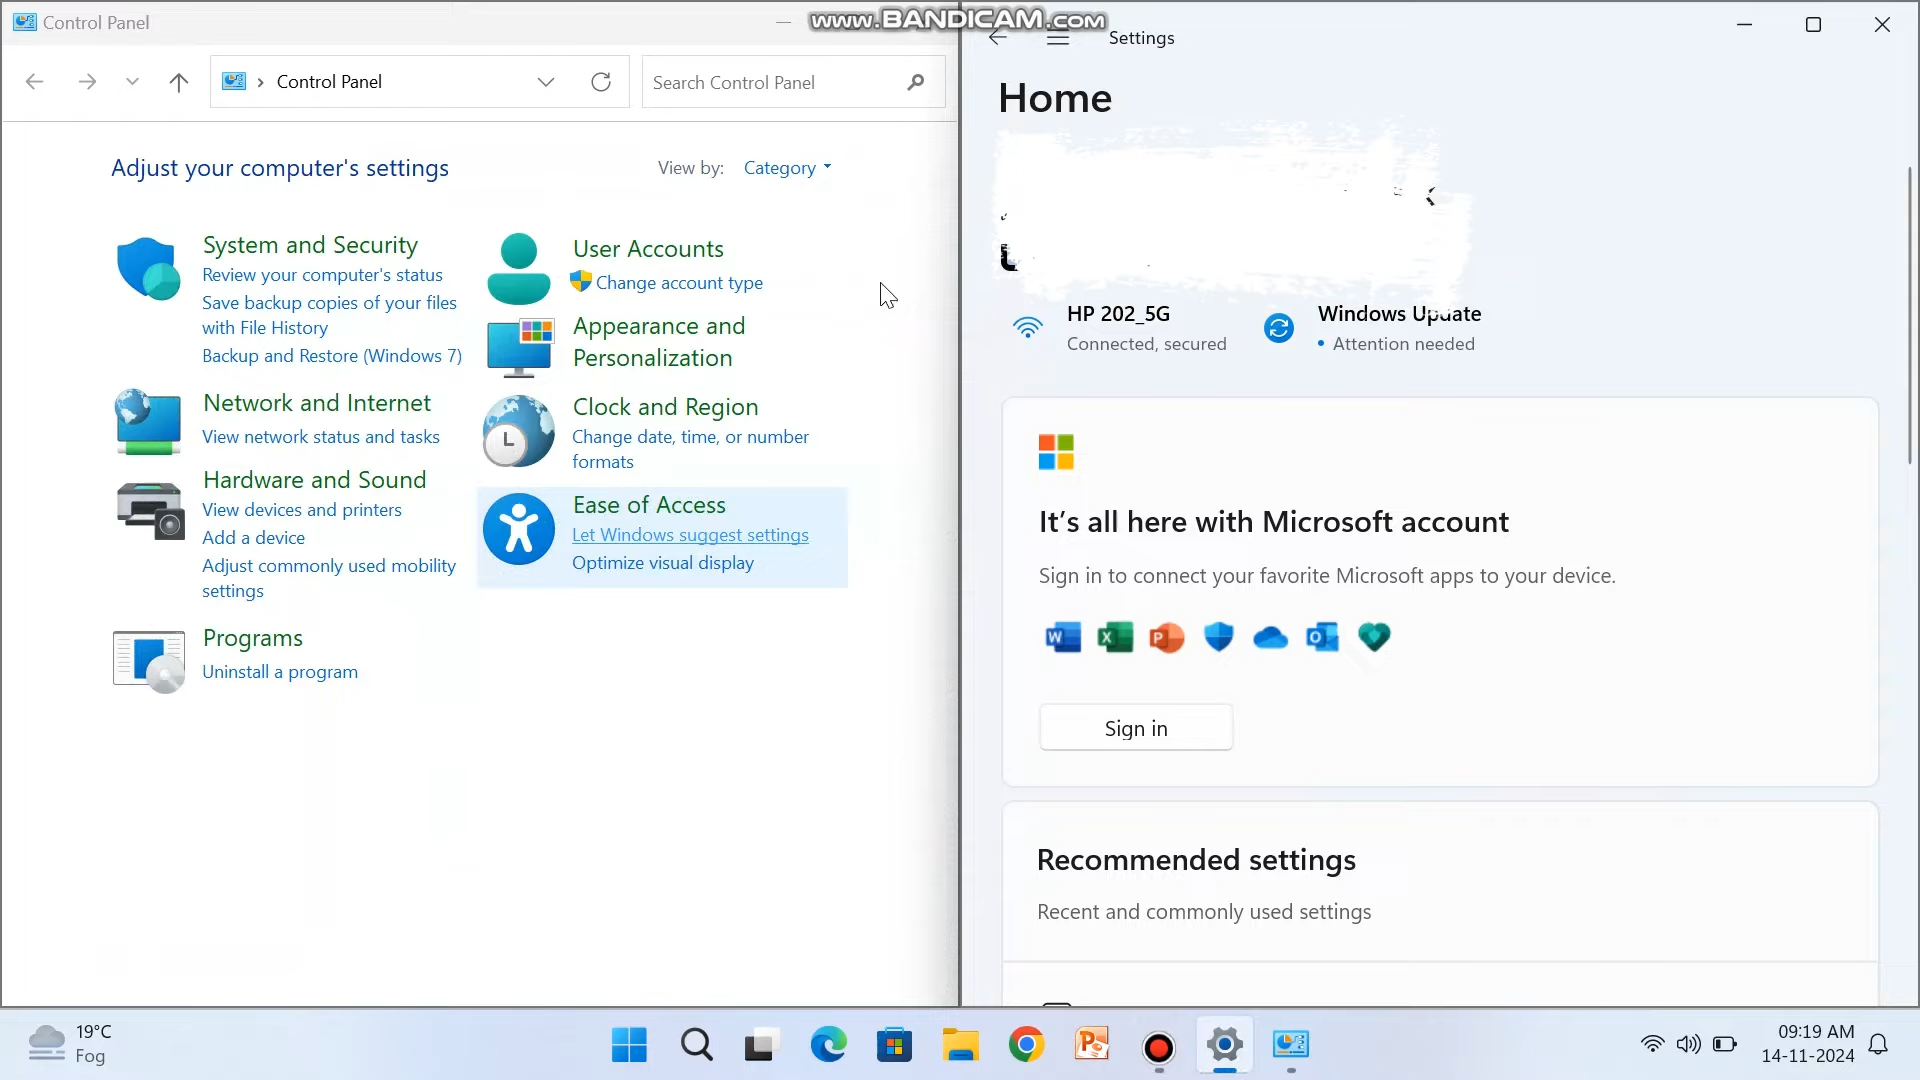 Control Panel
www.BANDICAM.com
Settings
Control Panel
Search Control Panel
Home
Adjust your computer's settings
View by: Category
System and Security
Review your computer's status
Save backup copies of your files
with File History
Backup and Restore (Windows 7)
Network and Internet
View network status and tasks
Hardware and Sound
View devices and printers
Add a device
Adjust commonly used mobility
settings
Programs
Uninstall a program
User Accounts
Change account type
Appearance and
Personalization
Clock and Region
Change date, time, or number
formats
Ease of Access
Let Windows suggest settings
Optimize visual display
HP 202_5G
Connected, secured
Windows Update
• Attention needed
It's all here with Microsoft account
Sign in to connect your favorite Microsoft apps to your device.
Sign in
Recommended settings
Recent and commonly used settings
19°C
Fog
09:19 AM
14-11-2024